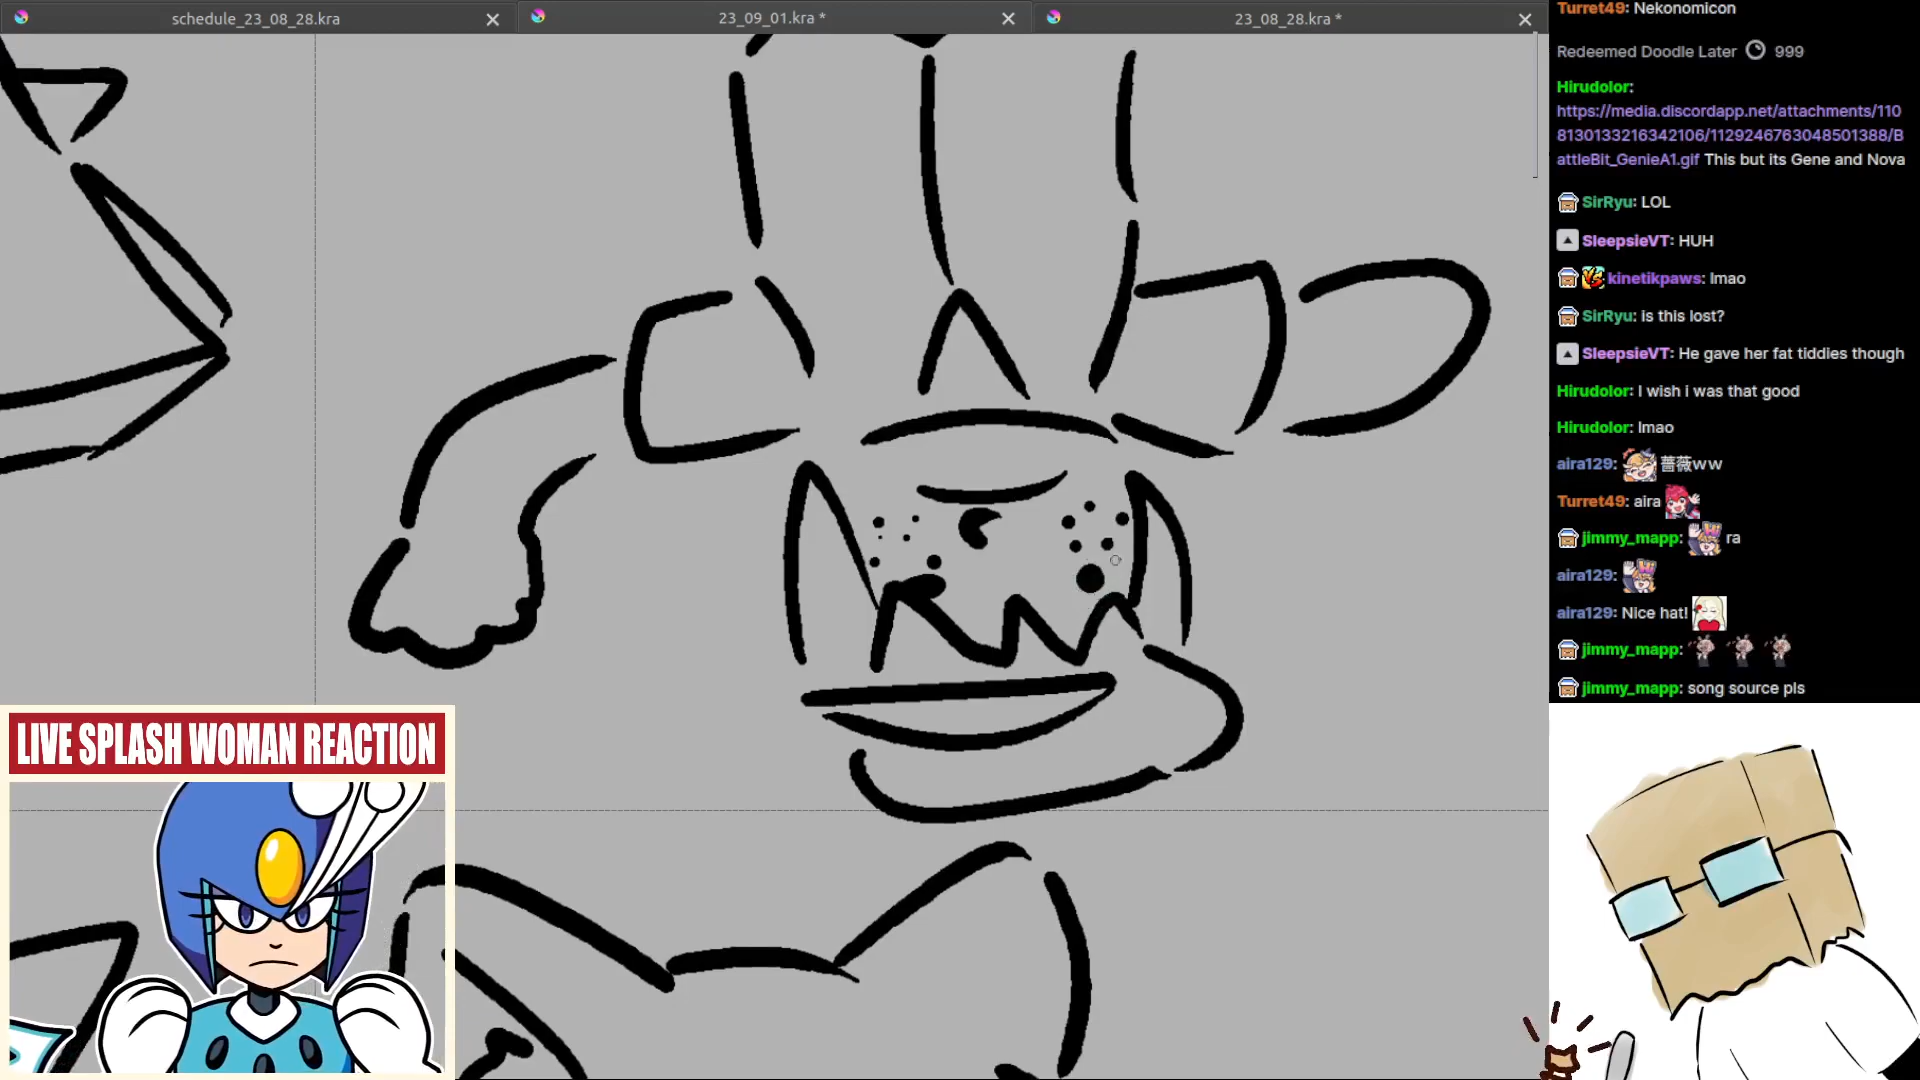 schedule_23_08_28.kra
23_09_01.kra *
23_08_28.kra *
Turret49: Nekonomicon
Redeemed Doodle Later 999
Hirudolor:
https://media.discordapp.net/attachments/110
8130133216342106/1129246763048501388/B
attleBit_GenieA1.gif This but its Gene and Nova
SirRyu: LOL
SleepsieVT: HUH
kinetikpaws: lmao
SirRyu: is this lost?
SleepsieVT: He gave her fat tiddies though
Hirudolor: I wish i was that good
Hirudolor: lmao
aira129: 薔薇ww
Turret49: aira
jimmy_mapp: ra
aira129:
aira129: Nice hat!
jimmy_mapp:
jimmy_mapp: song source pls
LIVE SPLASH WOMAN REACTION